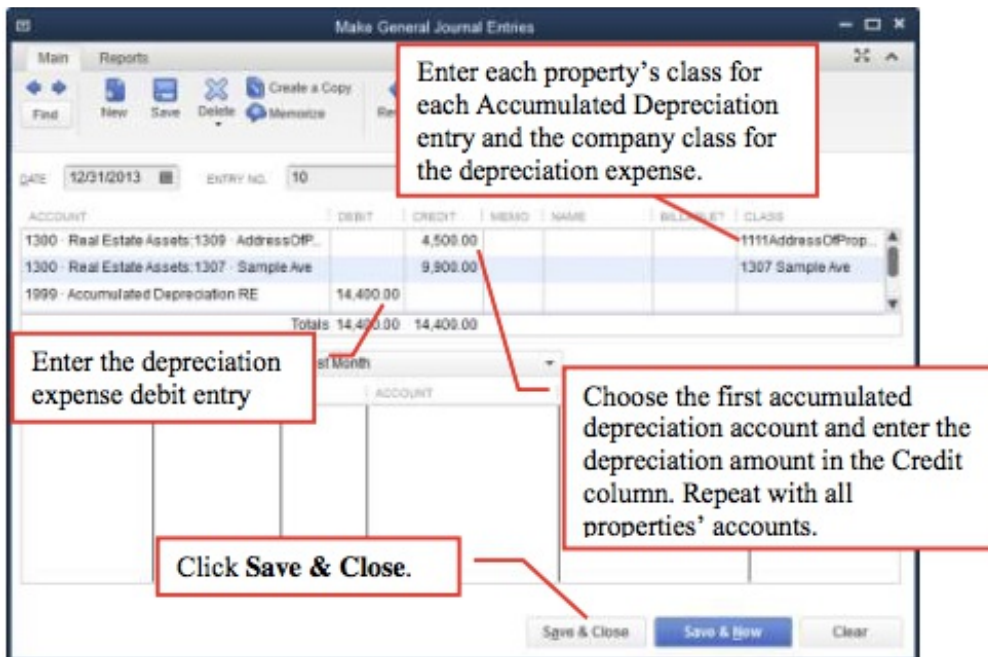 Make General Journal Entries
Main Reports
Create a Copy
Find New Save Delete Memorize
Enter each property's class for
each Accumulated Depreciation
entry and the company class for
the depreciation expense.
DATE 12/31/2013 ENTRY NO. 10
ACCOUNT DEBIT CREDIT MEMO NAME CLASS
1300 · Real Estate Assets:1309 · AddressOfP... 4,500.00 1111AddressOfProp...
1300 · Real Estate Assets:1307 · Sample Ave 9,900.00 1307 Sample Ave
1999 · Accumulated Depreciation RE 14,400.00
Totals 14,400.00 14,400.00
Enter the depreciation
expense debit entry
Month
ACCOUNT
Choose the first accumulated
depreciation account and enter the
depreciation amount in the Credit
column. Repeat with all
properties' accounts.
Click Save & Close.
Save & Close Save & New Clear